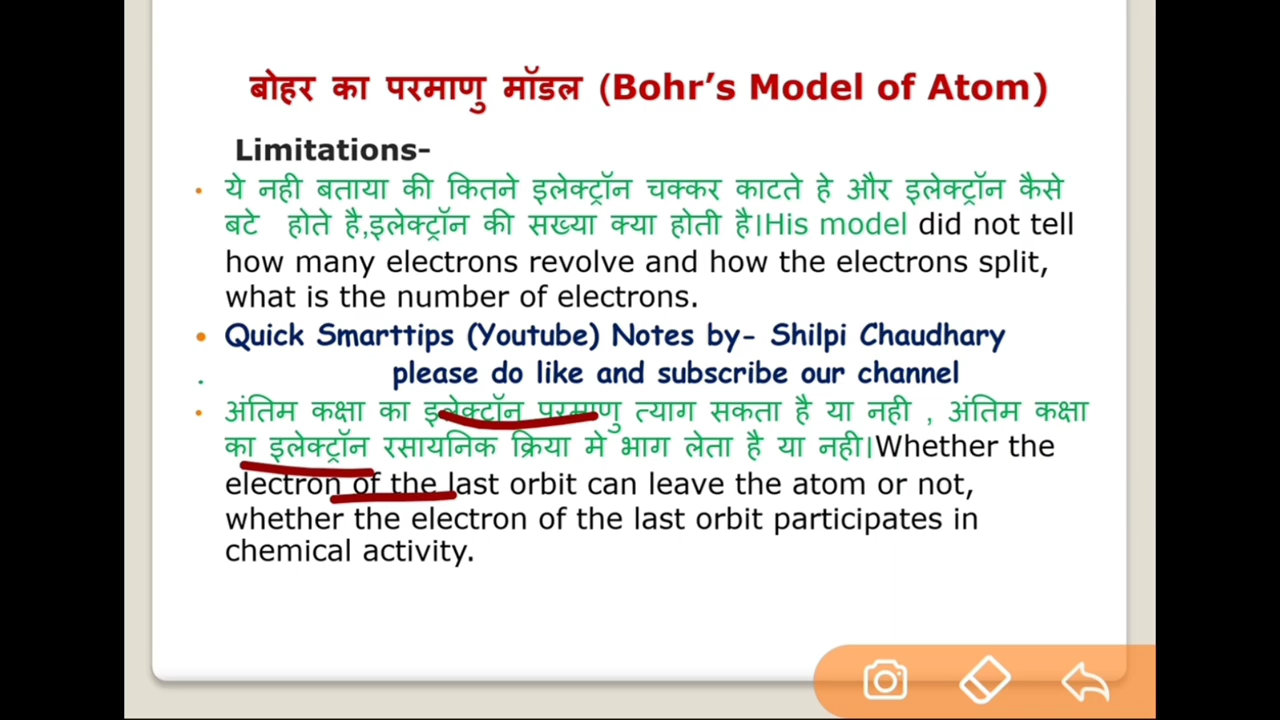 बोहर का परमाणु मॉडल (Bohr's Model of Atom)
Limitations-
• ये नही बताया की कितने इलेक्ट्रॉन चक्कर काटते हे और इलेक्ट्रॉन कैसे
बटे होते है,इलेक्ट्रॉन की सख्या क्या होती है।His model did not tell
how many electrons revolve and how the electrons split,
what is the number of electrons.
• Quick Smarttips (Youtube) Notes by- Shilpi Chaudhary
• please do like and subscribe our channel
• अंतिम कक्षा का इलेक्ट्रॉन परमाणु त्याग सकता है या नही , अंतिम कक्षा
का इलेक्ट्रॉन रसायनिक क्रिया मे भाग लेता है या नही।Whether the
electron of the last orbit can leave the atom or not,
whether the electron of the last orbit participates in
chemical activity.